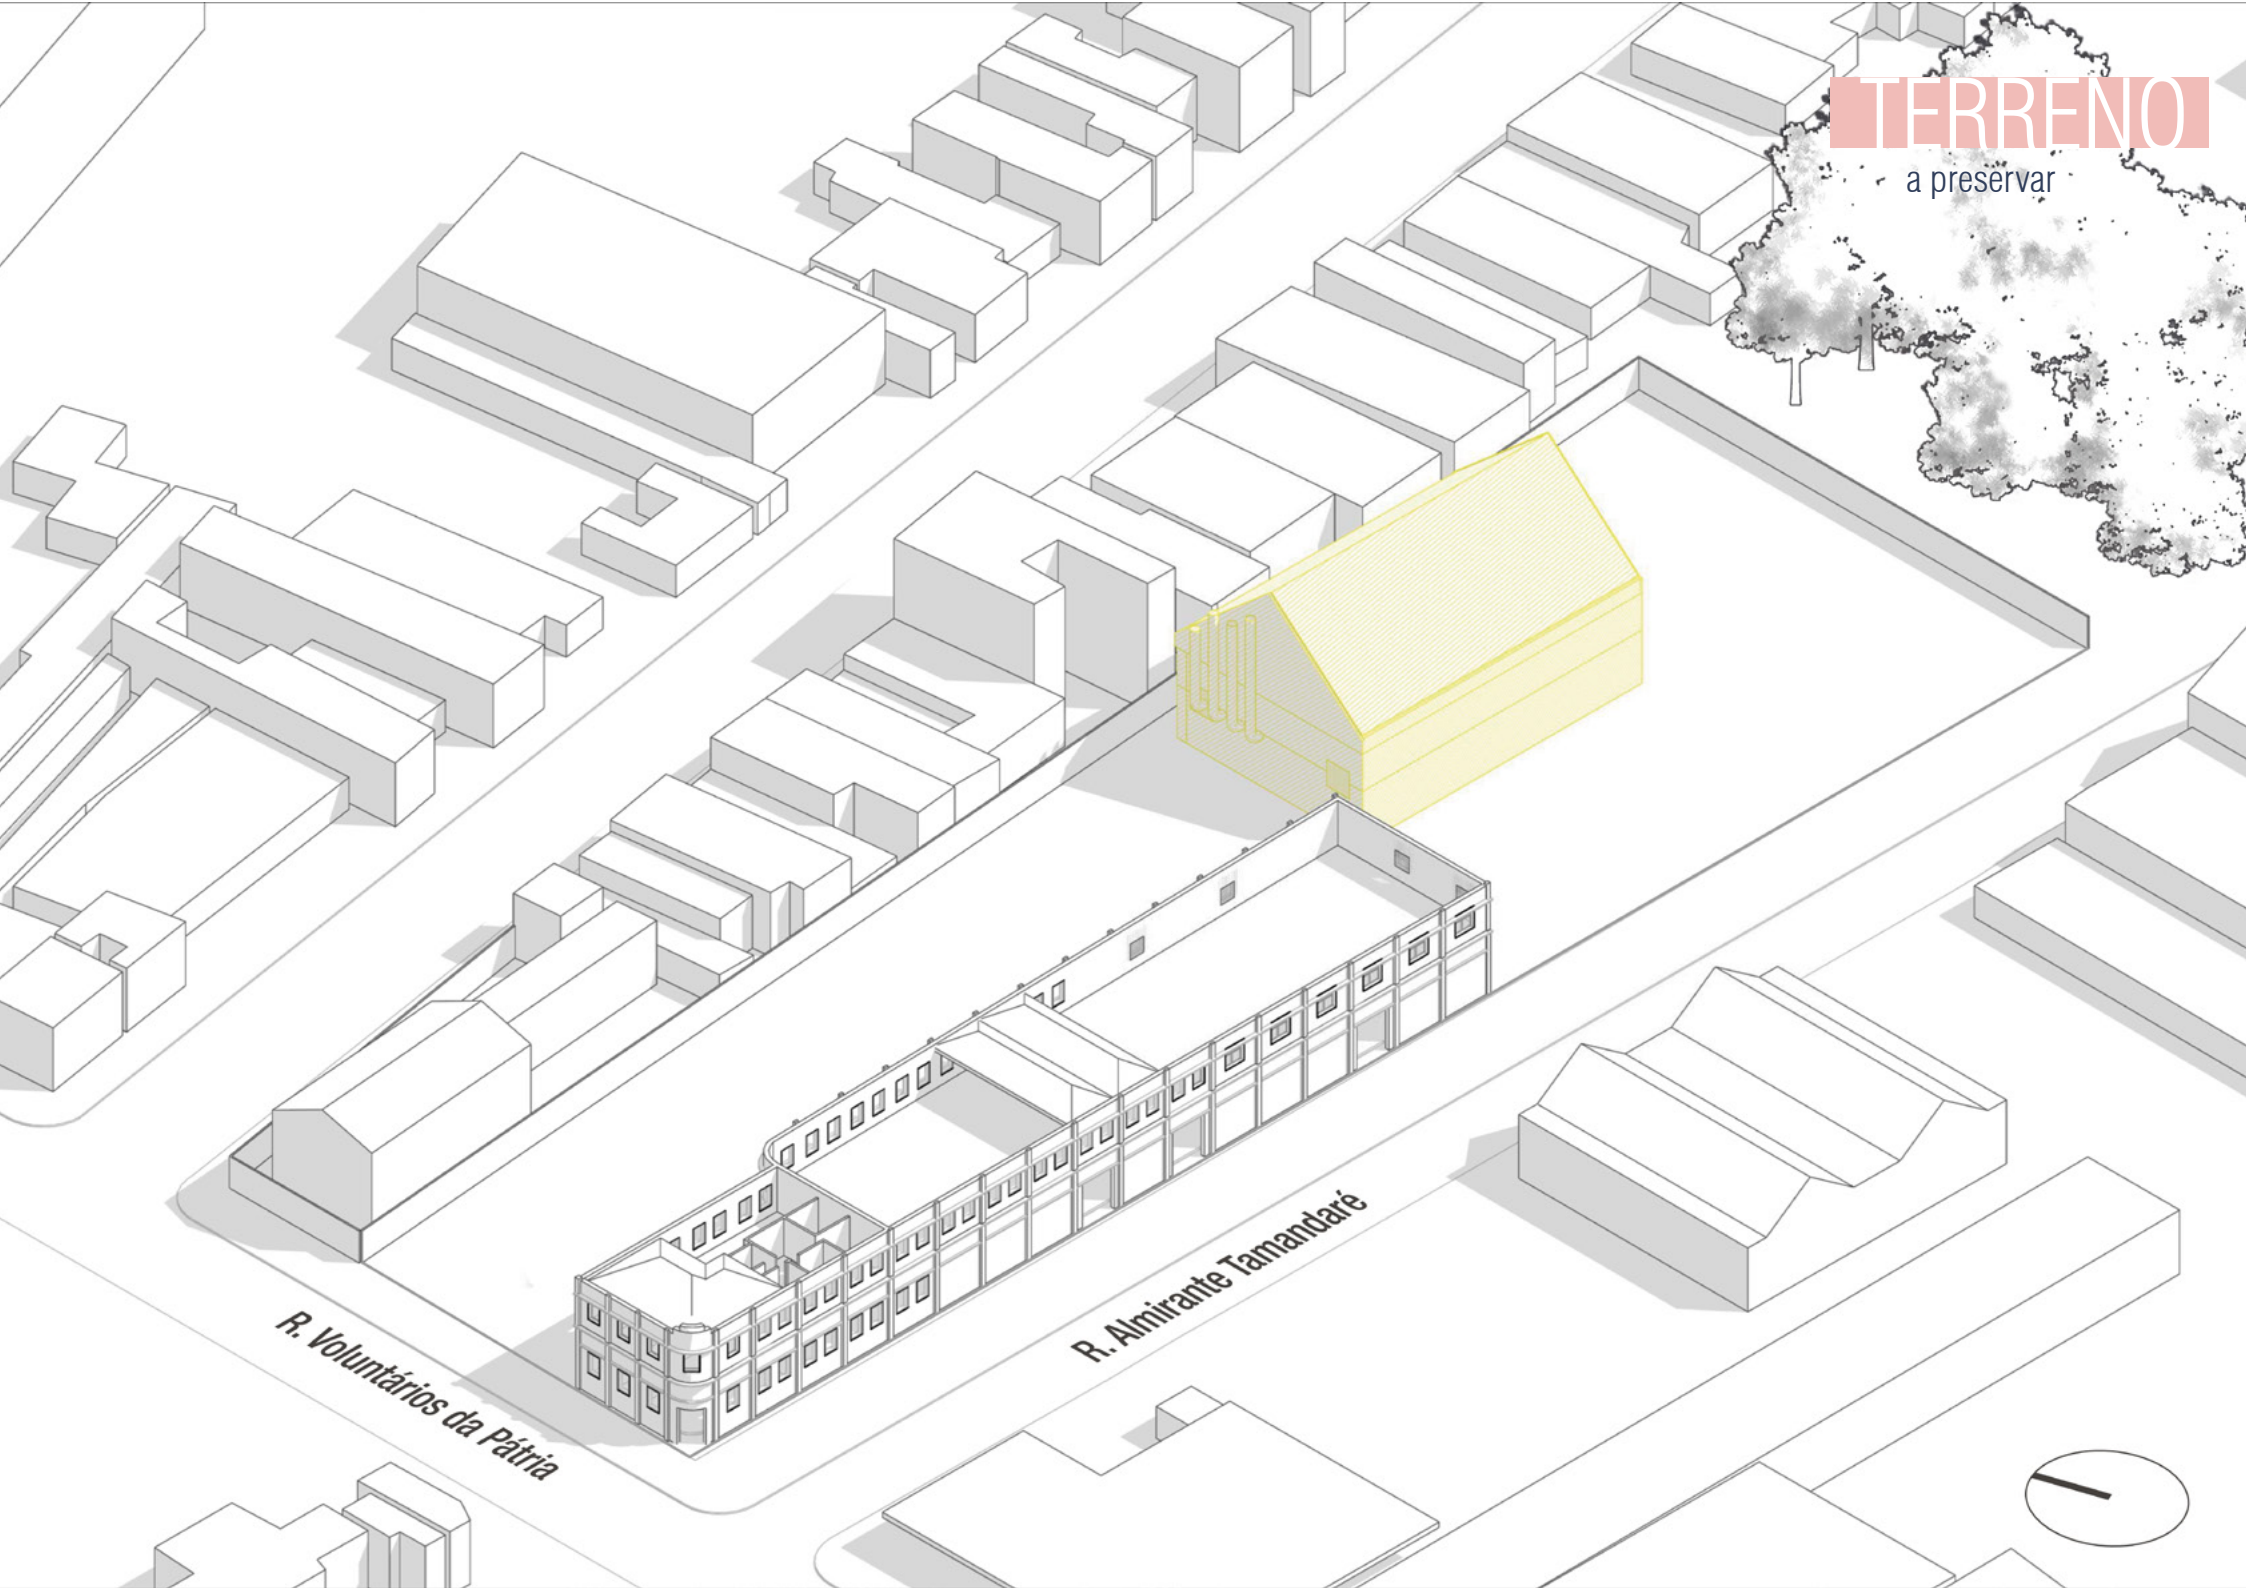 TERRENO
a preservar
R. Almirante Tamandaré
R. Voluntários da Pátria